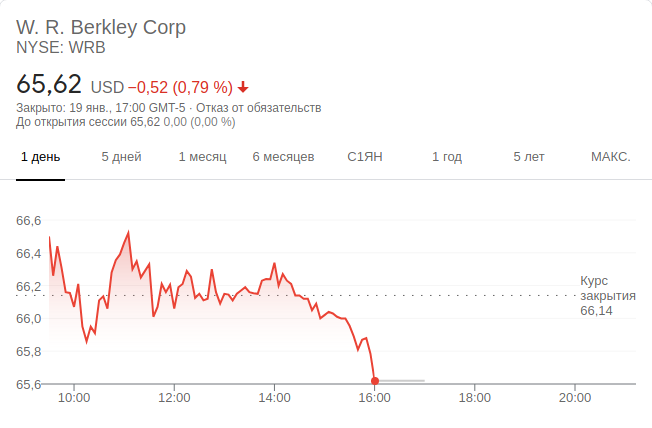 W. R. Berkley Corp
NYSE: WRB
65,62 USD −0,52 (0,79 %)
Закрыто: 19 янв., 17:00 GMT-5 · Отказ от обязательств
До открытия сессии 65,62 0,00 (0,00 %)
1 день 5 дней 1 месяц 6 месяцев С1ЯН 1 год 5 лет МАКС.
66,6
66,4
66,2
66,0
65,8
65,6
Курс
закрытия
66,14
10:00 12:00 14:00 16:00 18:00 20:00